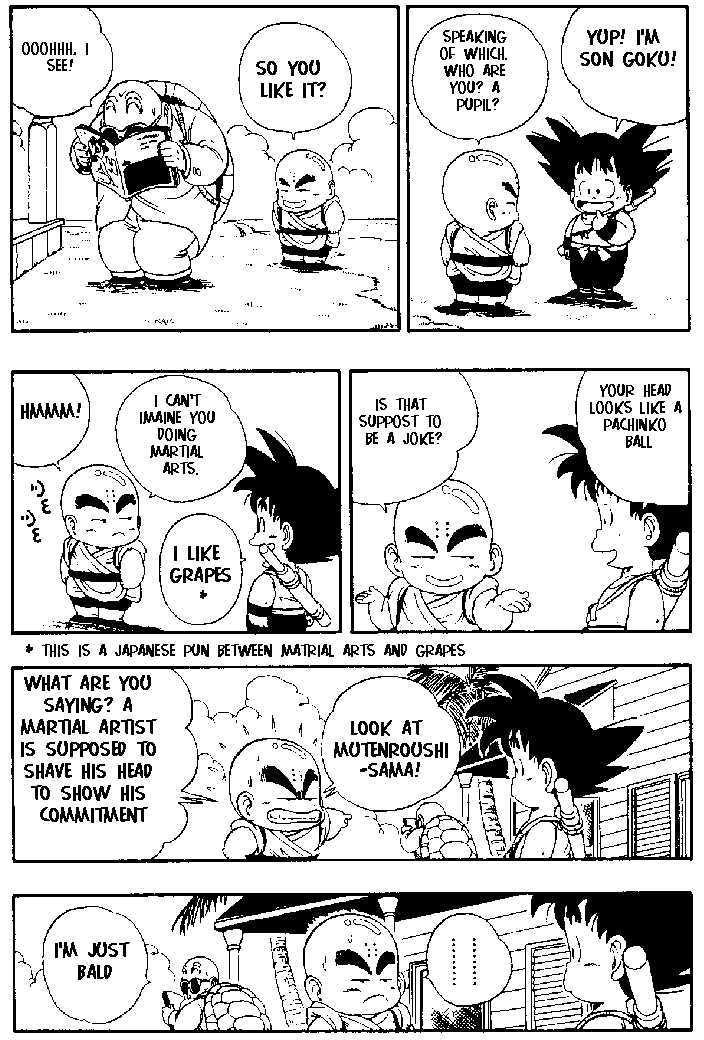 OOOHHH. I
SEE!
SO YOU
LIKE IT?
SPEAKING
OF WHICH.
WHO ARE
YOU? A
PUPIL?
YUP! I'M
SON GOKU!
HMMMM!
I CAN'T
IMAINE YOU
DOING
MARTIAL
ARTS.
I LIKE
GRAPES
*
IS THAT
SUPPOST TO
BE A JOKE?
YOUR HEAD
LOOKS LIKE A
PACHINKO
BALL
* THIS IS A JAPANESE PUN BETWEEN MATRIAL ARTS AND GRAPES
WHAT ARE YOU
SAYING? A
MARTIAL ARTIST
IS SUPPOSED TO
SHAVE HIS HEAD
TO SHOW HIS
COMMITMENT
LOOK AT
MUTENROUSHI
-SAMA!
I'M JUST
BALD